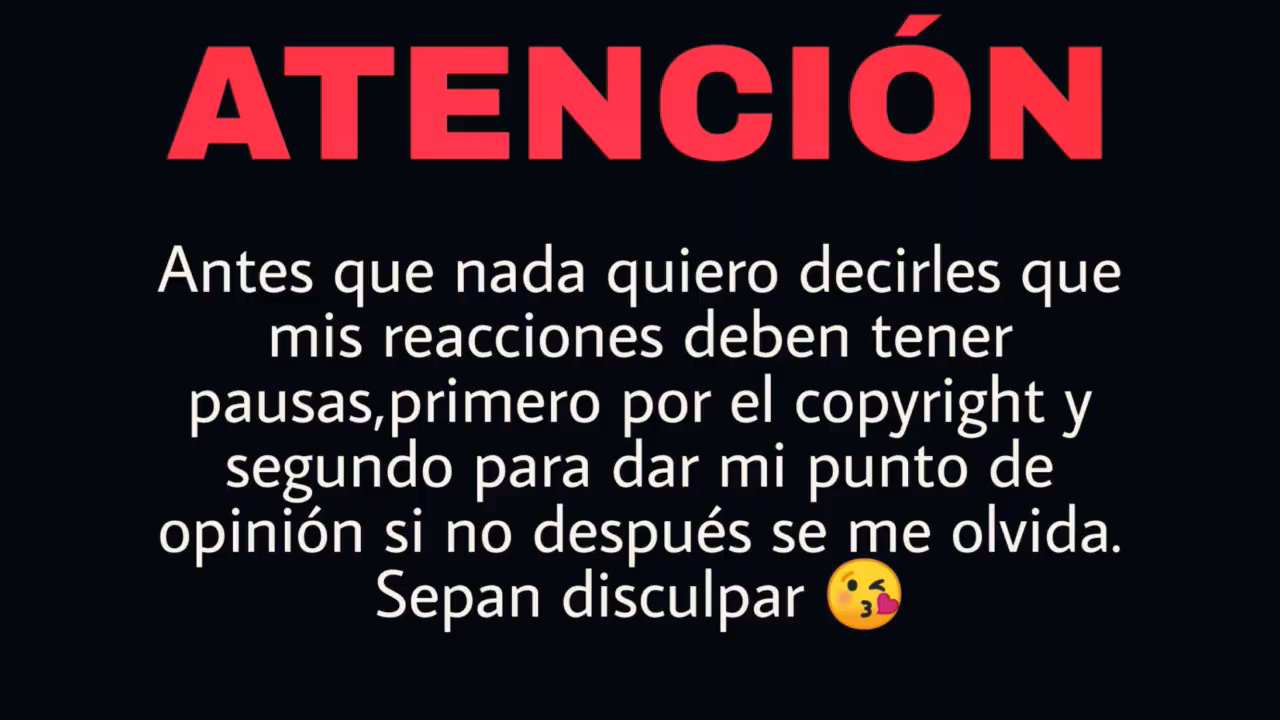 ATENCIÓN
Antes que nada quiero decirles que
mis reacciones deben tener
pausas,primero por el copyright y
segundo para dar mi punto de
opinión si no después se me olvida.
Sepan disculpar 😘